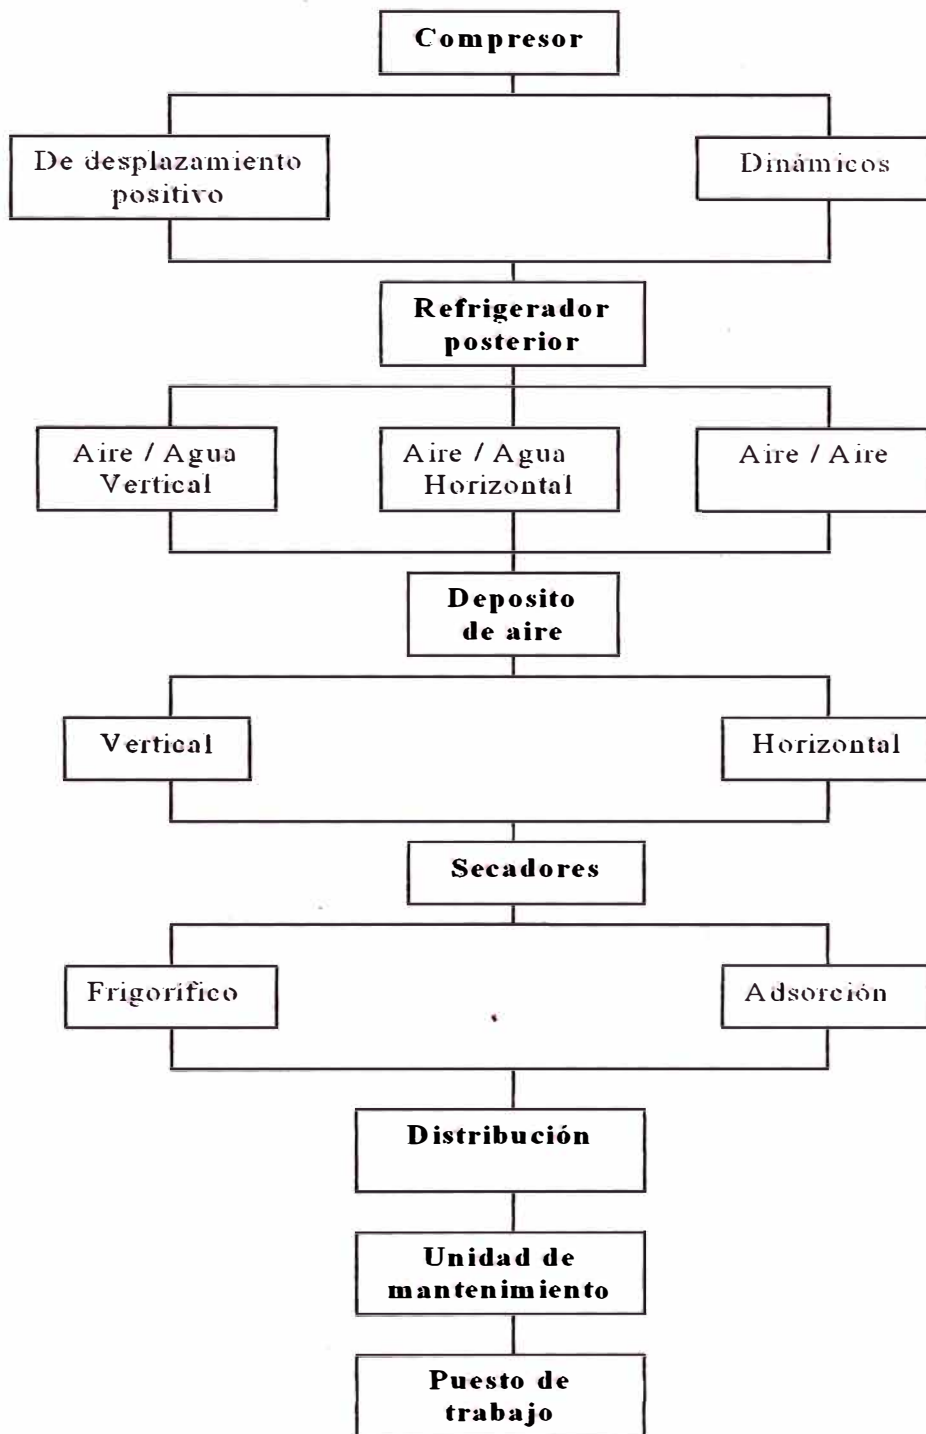 Compresor
De desplazamiento
positivo
Dinámicos
Refrigerador
posterior
Aire / Agua
Vertical
Aire / Agua
Horizontal
Aire / Aire
Deposito
de aire
Vertical
Horizontal
Secadores
Frigorífico
Adsorción
Distribución
Unidad de
mantenimiento
Puesto de
trabajo